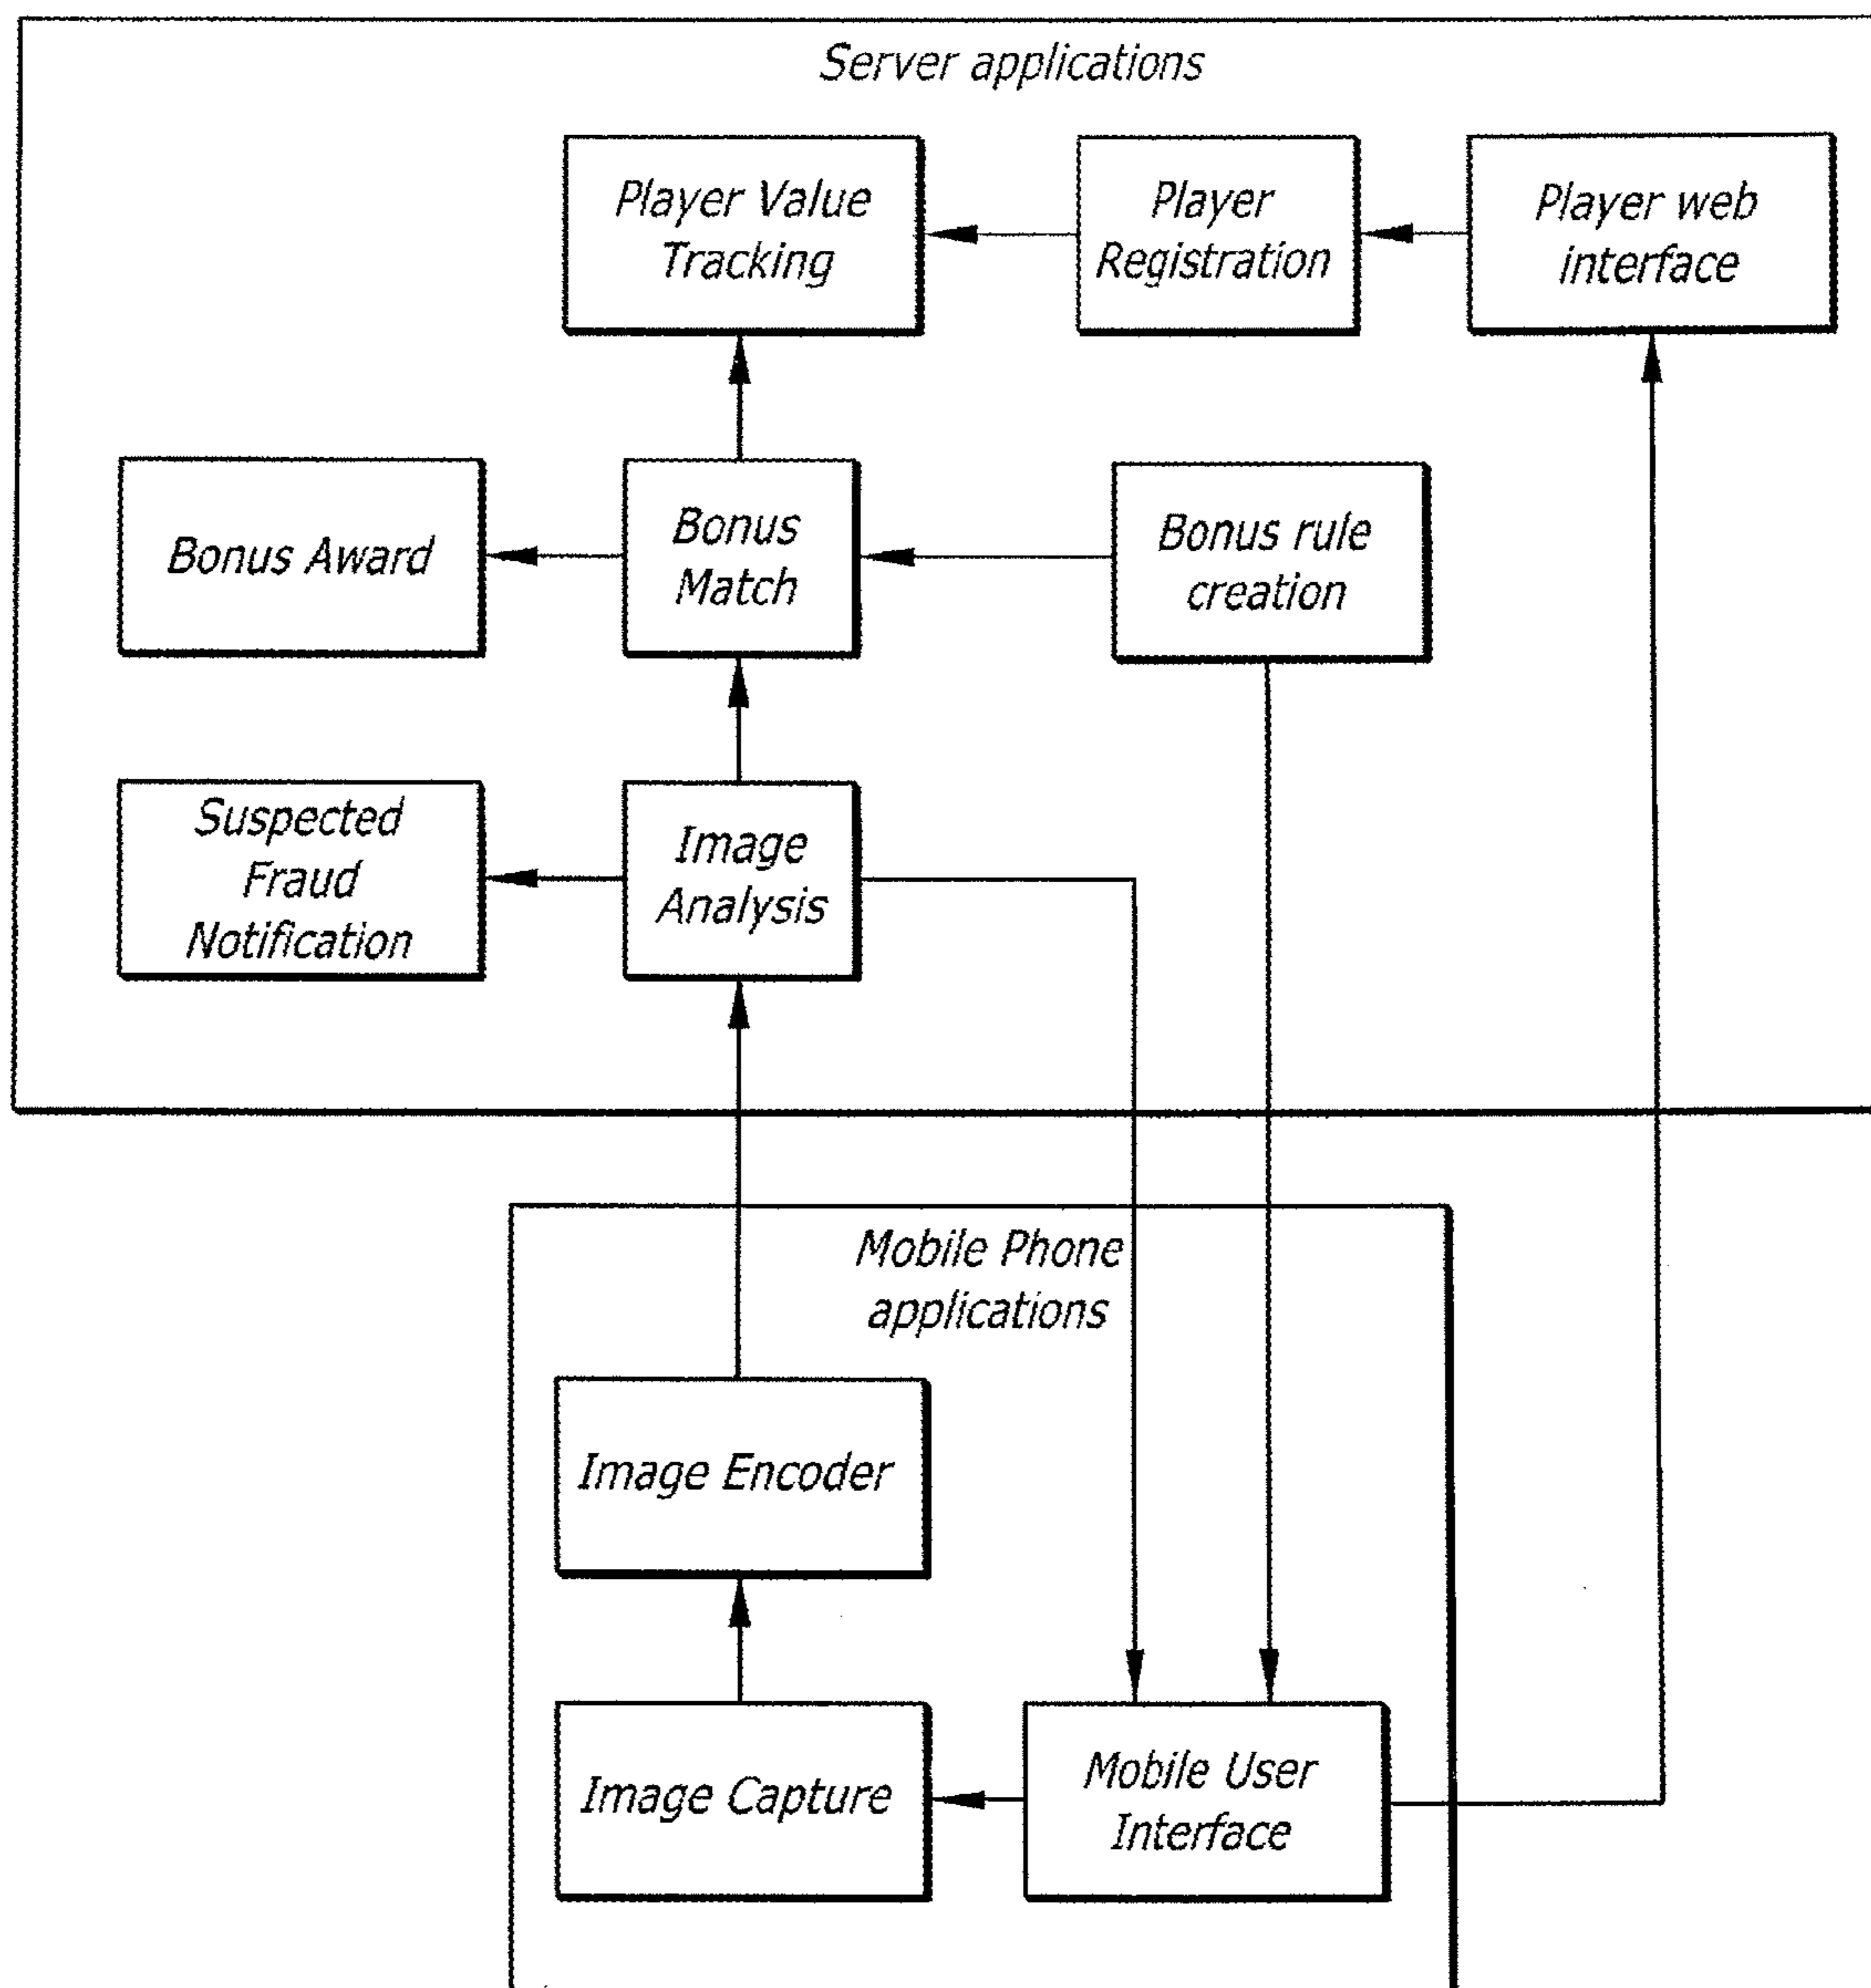 Server applications
Player Value
Tracking
Player
Registration
Player web
interface
Bonus Award
Bonus
Match
Bonus rule
creation
Suspected
Fraud
Notification
Image
Analysis
Mobile Phone
applications
Image Encoder
Image Capture
Mobile User
Interface